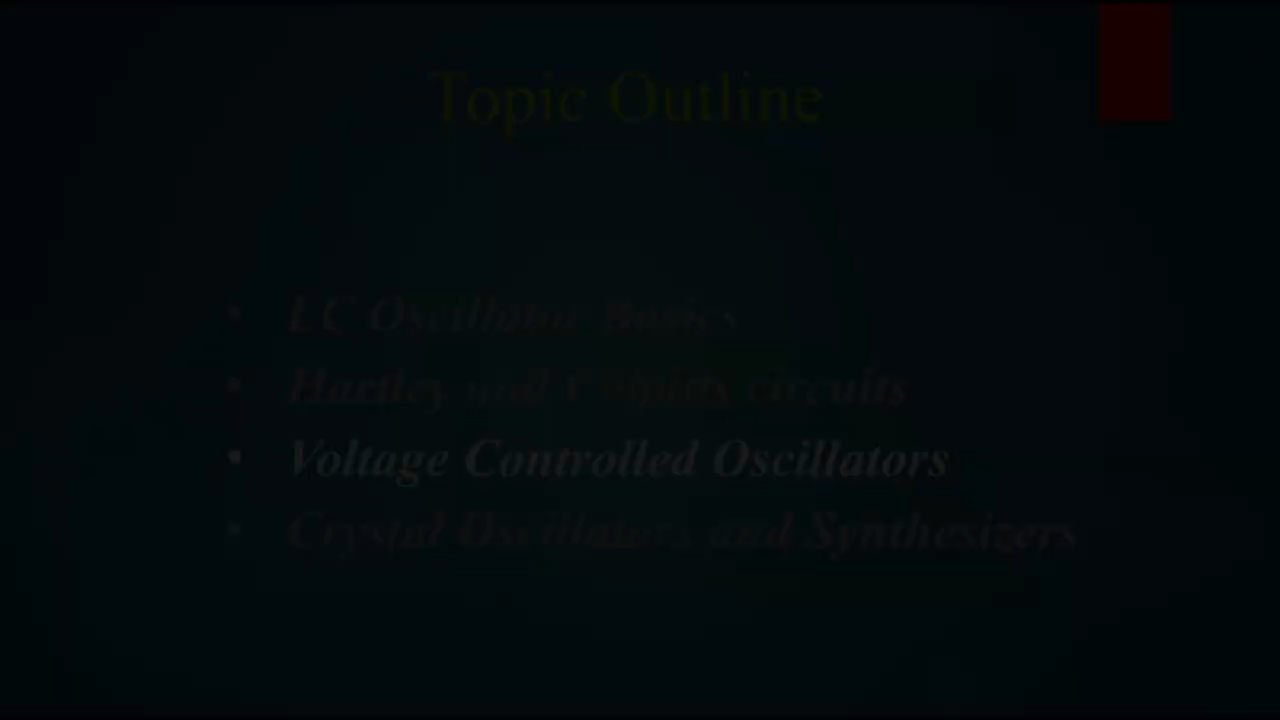 Topic Outline
• LC Oscillator Basics
• Hartley and Colpitts circuits
• Voltage Controlled Oscillators
• Crystal Oscillators and Synthesizers